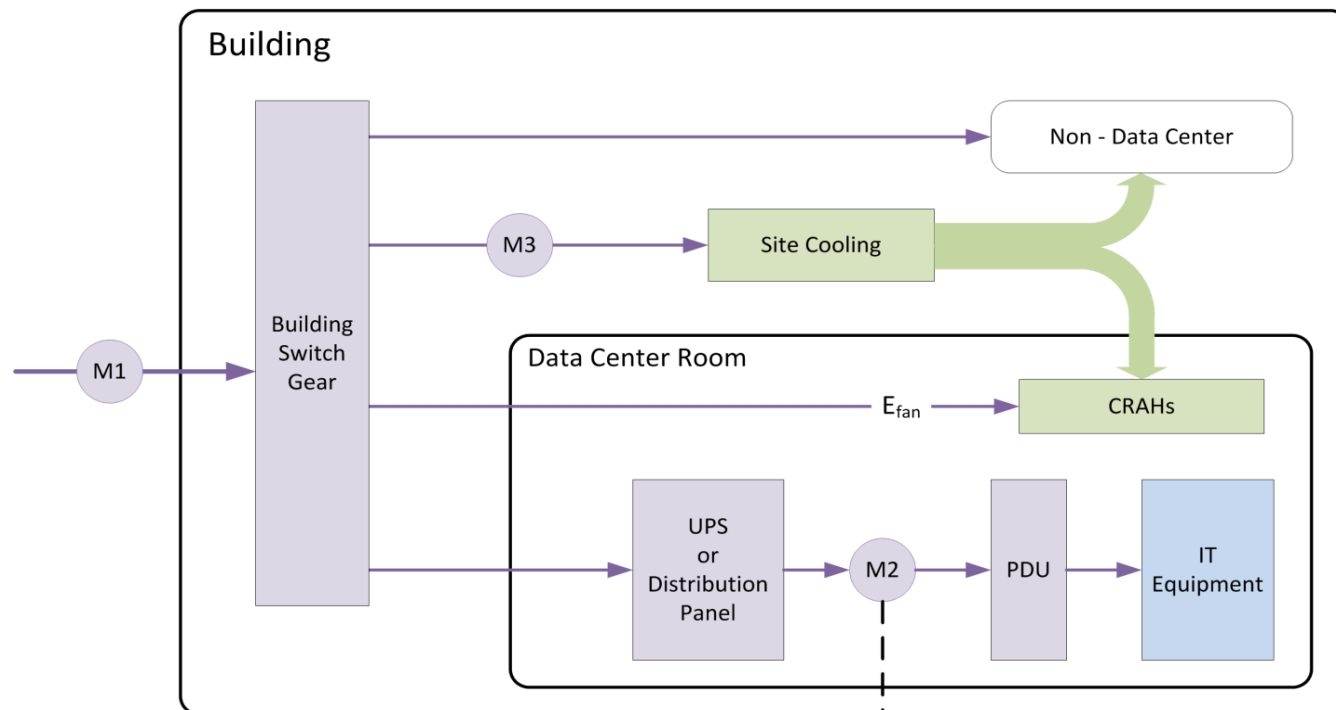 Building
Non - Data Center
M3
Site Cooling
Building
Switch
Gear
M1
Data Center Room
CRAHs
Efan
UPS
or
Distribution
Panel
M2
PDU
IT
Equipment